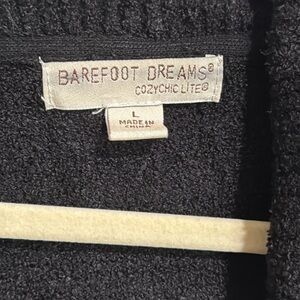 BAREFOOT DREAMS®
COZYCHIC LITE®
L
MADE IN
CHINA